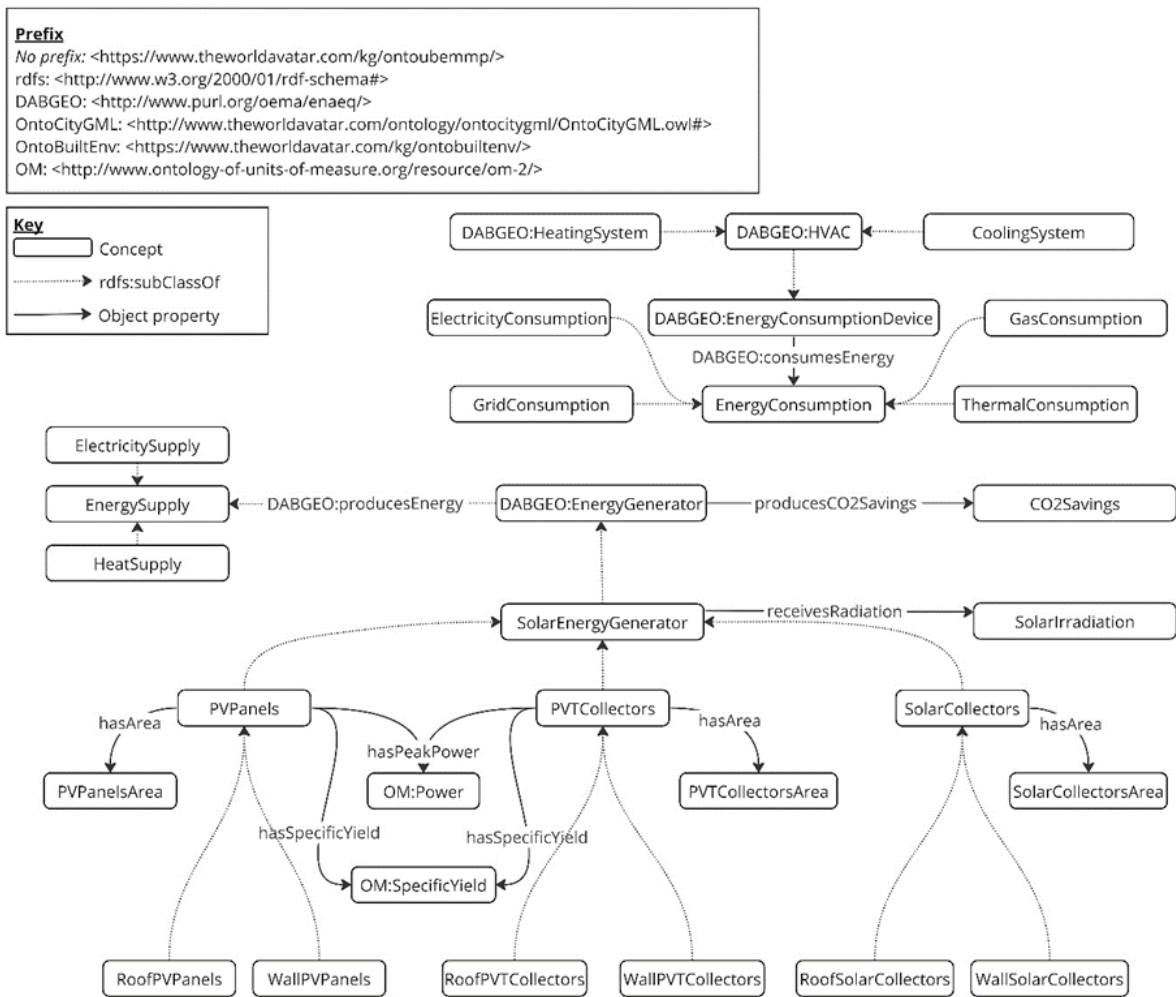 Prefix
No prefix: <https://www.theworldavatar.com/kg/ontoubemmp/>
rdfs: <http://www.w3.org/2000/01/rdf-schema#>
DABGEO: <http://www.purl.org/oema/enaeq/>
OntoCityGML: <http://www.theworldavatar.com/ontology/ontocitygml/OntoCityGML.owl#>
OntoBuiltEnv: <https://www.theworldavatar.com/kg/ontobuiltenv/>
OM: <http://www.ontology-of-units-of-measure.org/resource/om-2/>
Key
Concept
rdfs:subClassOf
Object property
DABGEO:HeatingSystem
DABGEO:HVAC
CoolingSystem
ElectricityConsumption
DABGEO:EnergyConsumptionDevice
GasConsumption
DABGEO:consumesEnergy
GridConsumption
EnergyConsumption
ThermalConsumption
ElectricitySupply
EnergySupply
DABGEO:producesEnergy
DABGEO:EnergyGenerator
producesCO2Savings
CO2Savings
HeatSupply
SolarEnergyGenerator
receivesRadiation
SolarIrradiation
PVPanels
PVTCollectors
SolarCollectors
hasArea
hasArea
hasArea
hasPeakPower
PVPanelsArea
OM:Power
PVTCollectorsArea
SolarCollectorsArea
hasSpecificYield
hasSpecificYield
OM:SpecificYield
RoofPVPanels
WallPVPanels
RoofPVTCollectors
WallPVTCollectors
RoofSolarCollectors
WallSolarCollectors